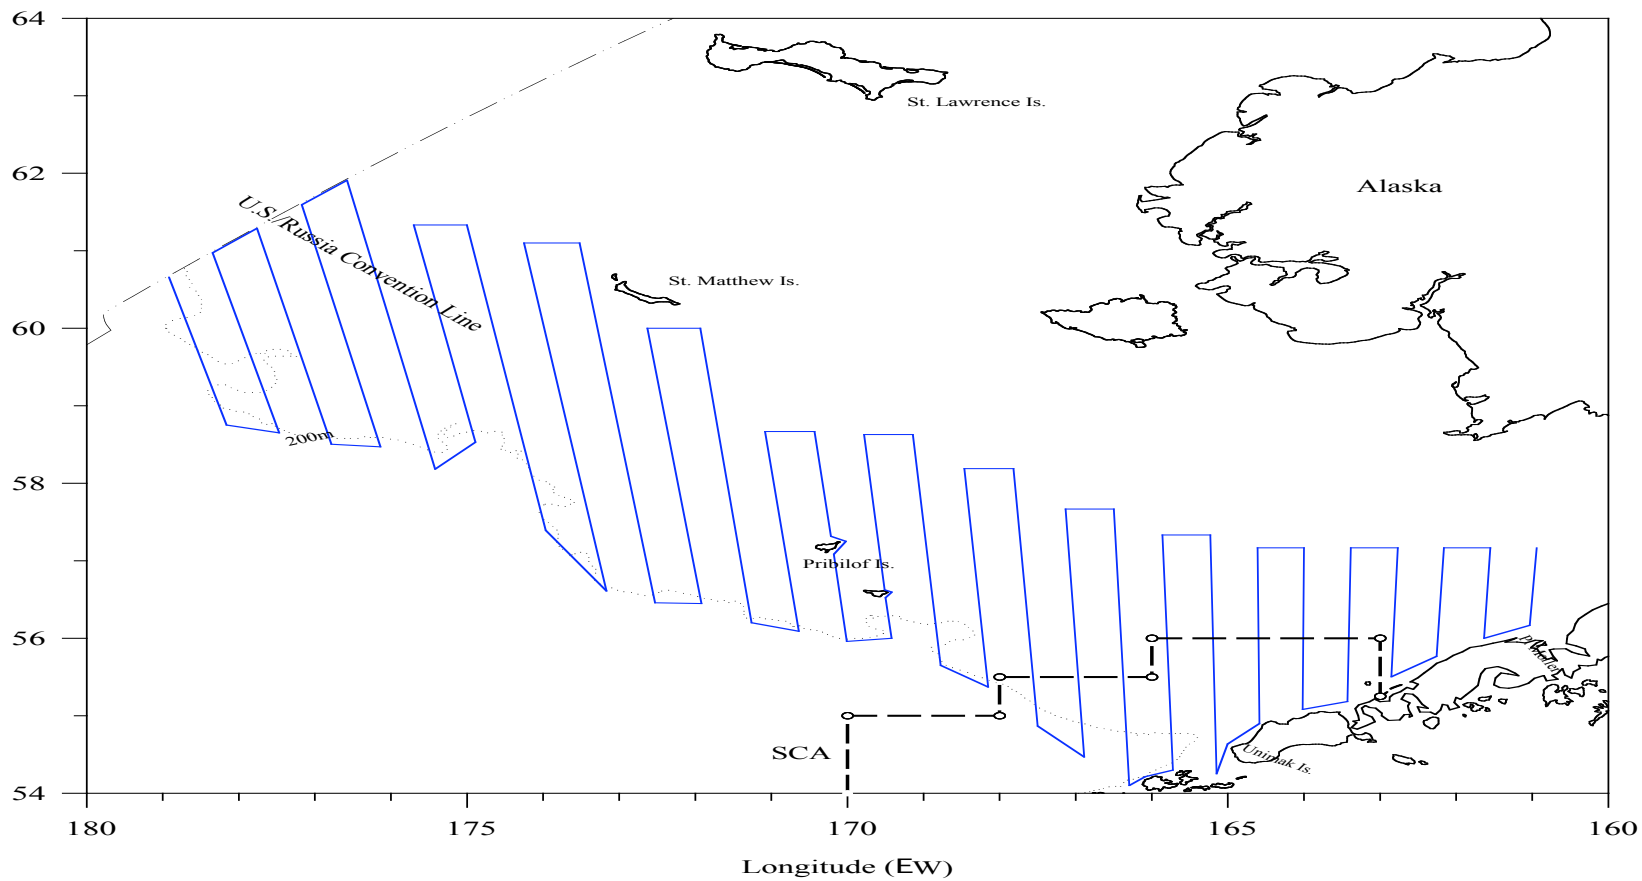 64
St. Lawrence Is.
62
Alaska
U.S./Russia Convention Line
St. Matthew Is.
60
200m
58
Pribilof Is.
56
SCA
Unimak Is.
54
180
175
170
165
160
Longitude (EW)